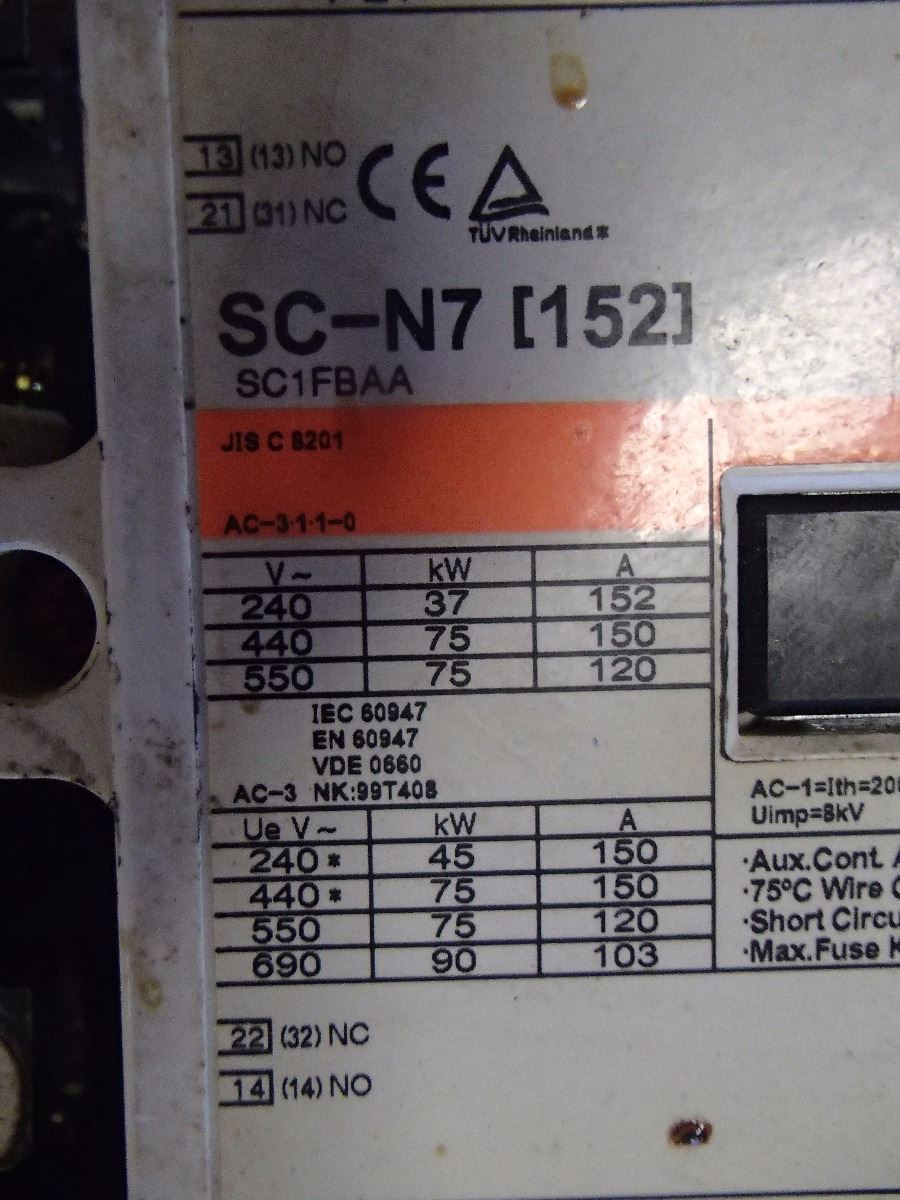 13 (13) NO
21 (31) NC
CE
TÜVRheinland*
SC-N7 [152]
SC1FBAA
JIS C 8201
AC-3·1·1-0
V~ kW A
240 37 152
440 75 150
550 75 120
IEC 60947
EN 60947
VDE 0660
AC-3 NK:99T408
Ue V~ kW A
240* 45 150
440* 75 150
550 75 120
690 90 103
AC-1=Ith=20
Uimp=8kV
·Aux.Cont.
·75°C Wire
·Short
·Max.Fuse
22 (32) NC
14 (14) NO